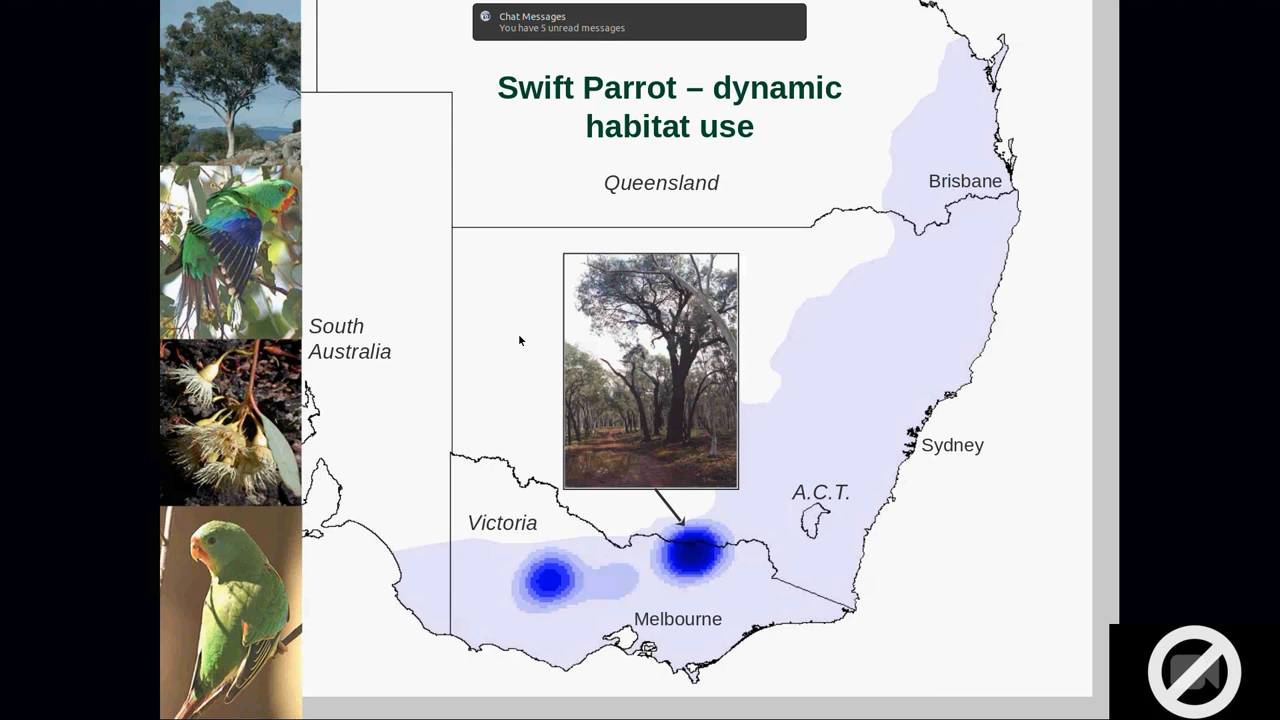 Chat Messages
You have 5 unread messages
Swift Parrot – dynamic
habitat use
Queensland
Brisbane
South
Australia
Sydney
A.C.T.
Victoria
Melbourne